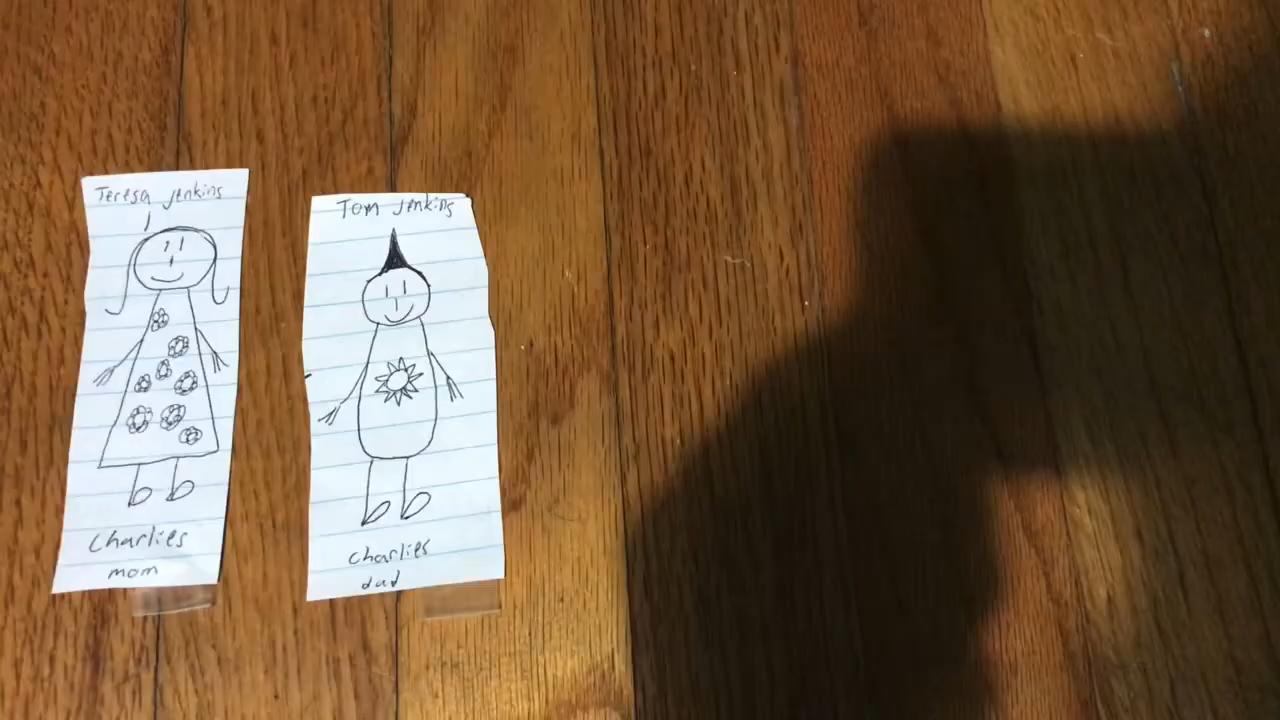 Teresa Jenkins
Charlies
mom
Tom Jenkins
charlies
dad